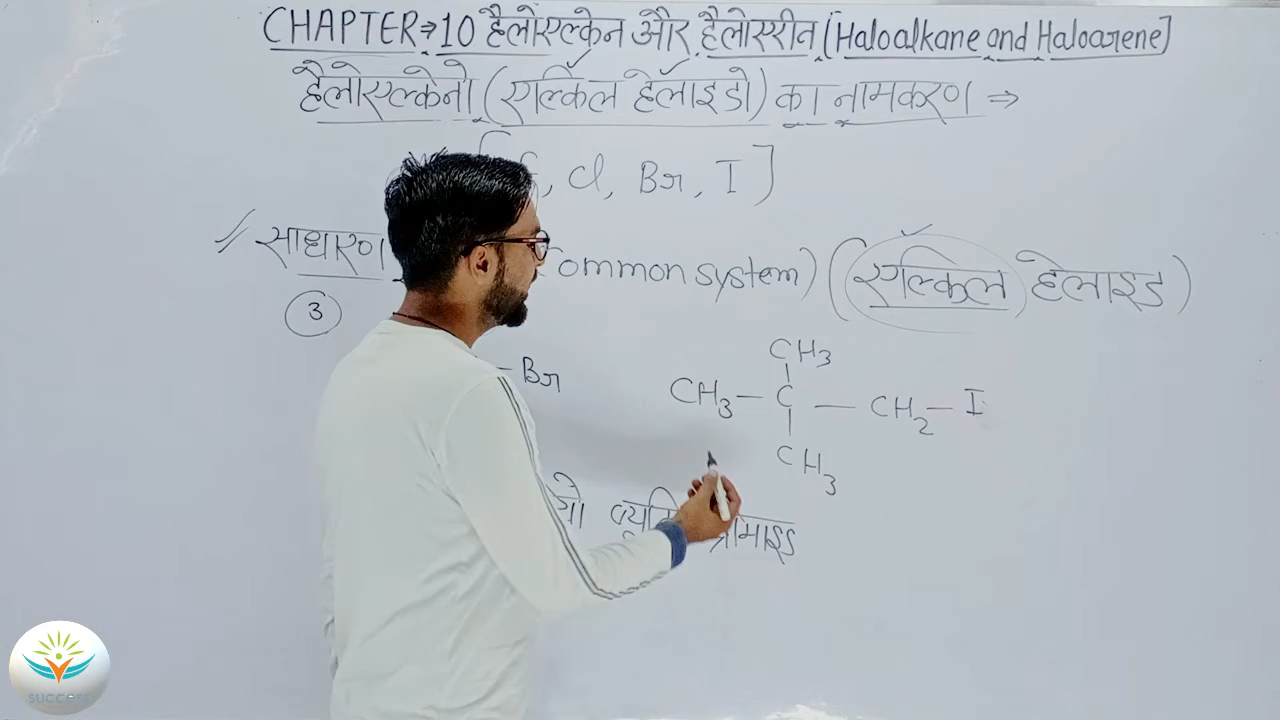 CHAPTER⇒10 हैलोएल्केन और हैलोएरीन (Haloalkane and Haloarene]
हैलोएल्केनो (एल्किल हेलाइडो) का नामकरण ⇒
, Cl, Br, I ]
साधारण ommon system) (एल्किल हेलाइड)
3
– Br
CH3
CH3 – C – CH2 – I
CH3
ब्रोमाइड
SUCCESS